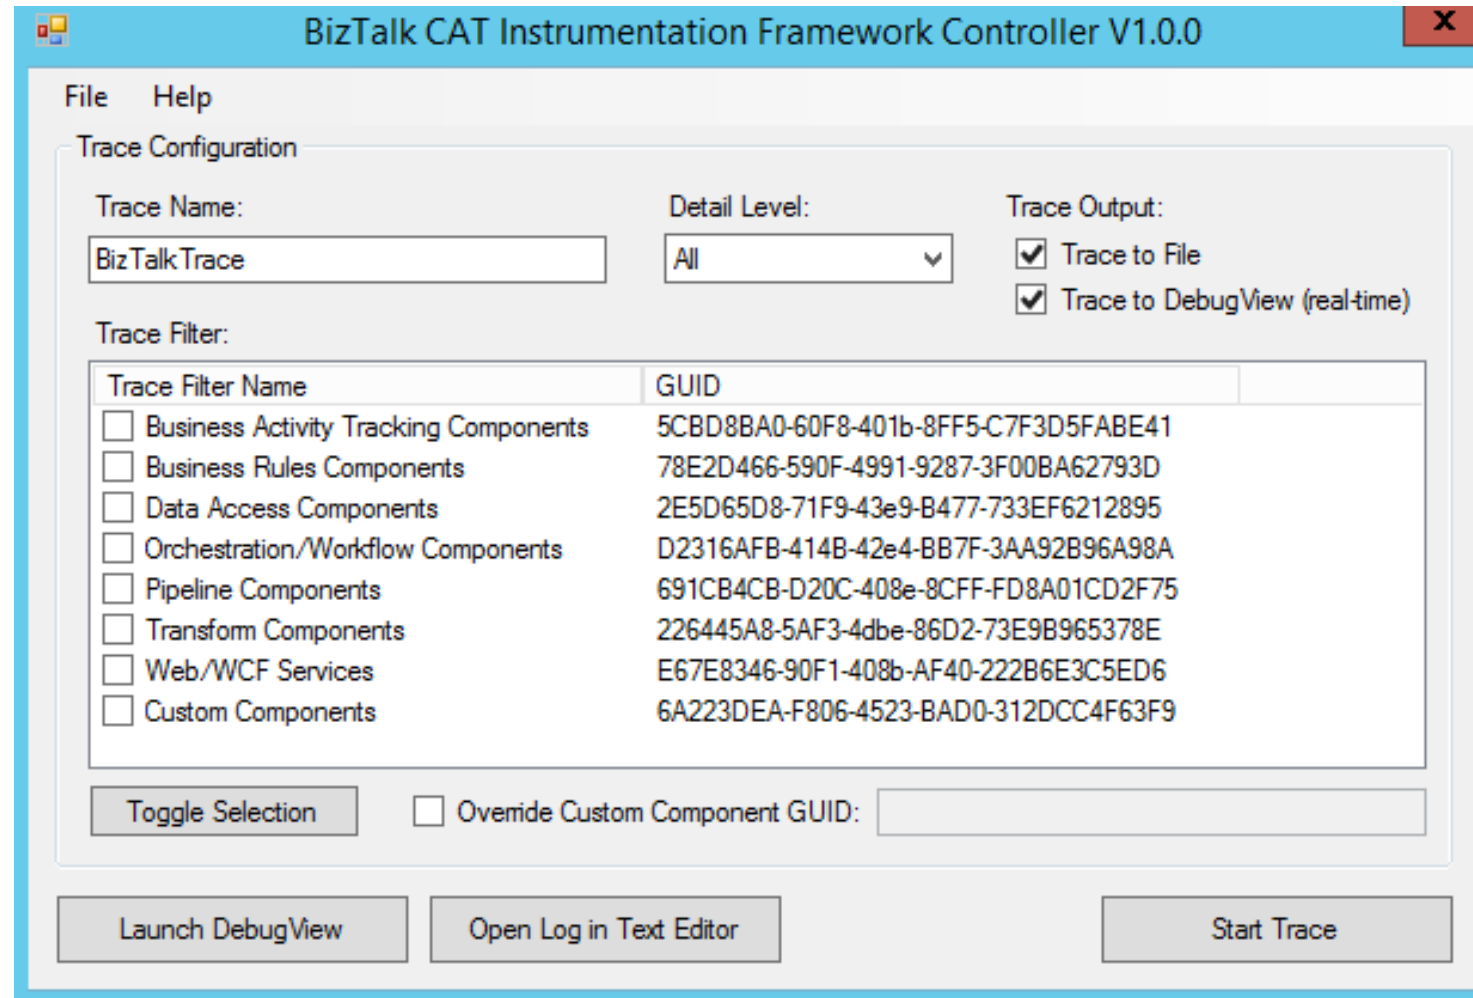 BizTalk CAT Instrumentation Framework Controller V1.0.0
X
File Help
Trace Configuration
Trace Name: Detail Level: Trace Output:
BizTalkTrace All Trace to File
Trace to DebugView (real-time)
Trace Filter:
Trace Filter Name GUID
Business Activity Tracking Components 5CBD8BA0-60F8-401b-8FF5-C7F3D5FABE41
Business Rules Components 78E2D466-590F-4991-9287-3F00BA62793D
Data Access Components 2E5D65D8-71F9-43e9-B477-733EF6212895
Orchestration/Workflow Components D2316AFB-414B-42e4-BB7F-3AA92B96A98A
Pipeline Components 691CB4CB-D20C-408e-8CFF-FD8A01CD2F75
Transform Components 226445A8-5AF3-4dbe-86D2-73E9B965378E
Web/WCF Services E67E8346-90F1-408b-AF40-222B6E3C5ED6
Custom Components 6A223DEA-F806-4523-BAD0-312DCC4F63F9
Toggle Selection Override Custom Component GUID:
Launch DebugView Open Log in Text Editor Start Trace